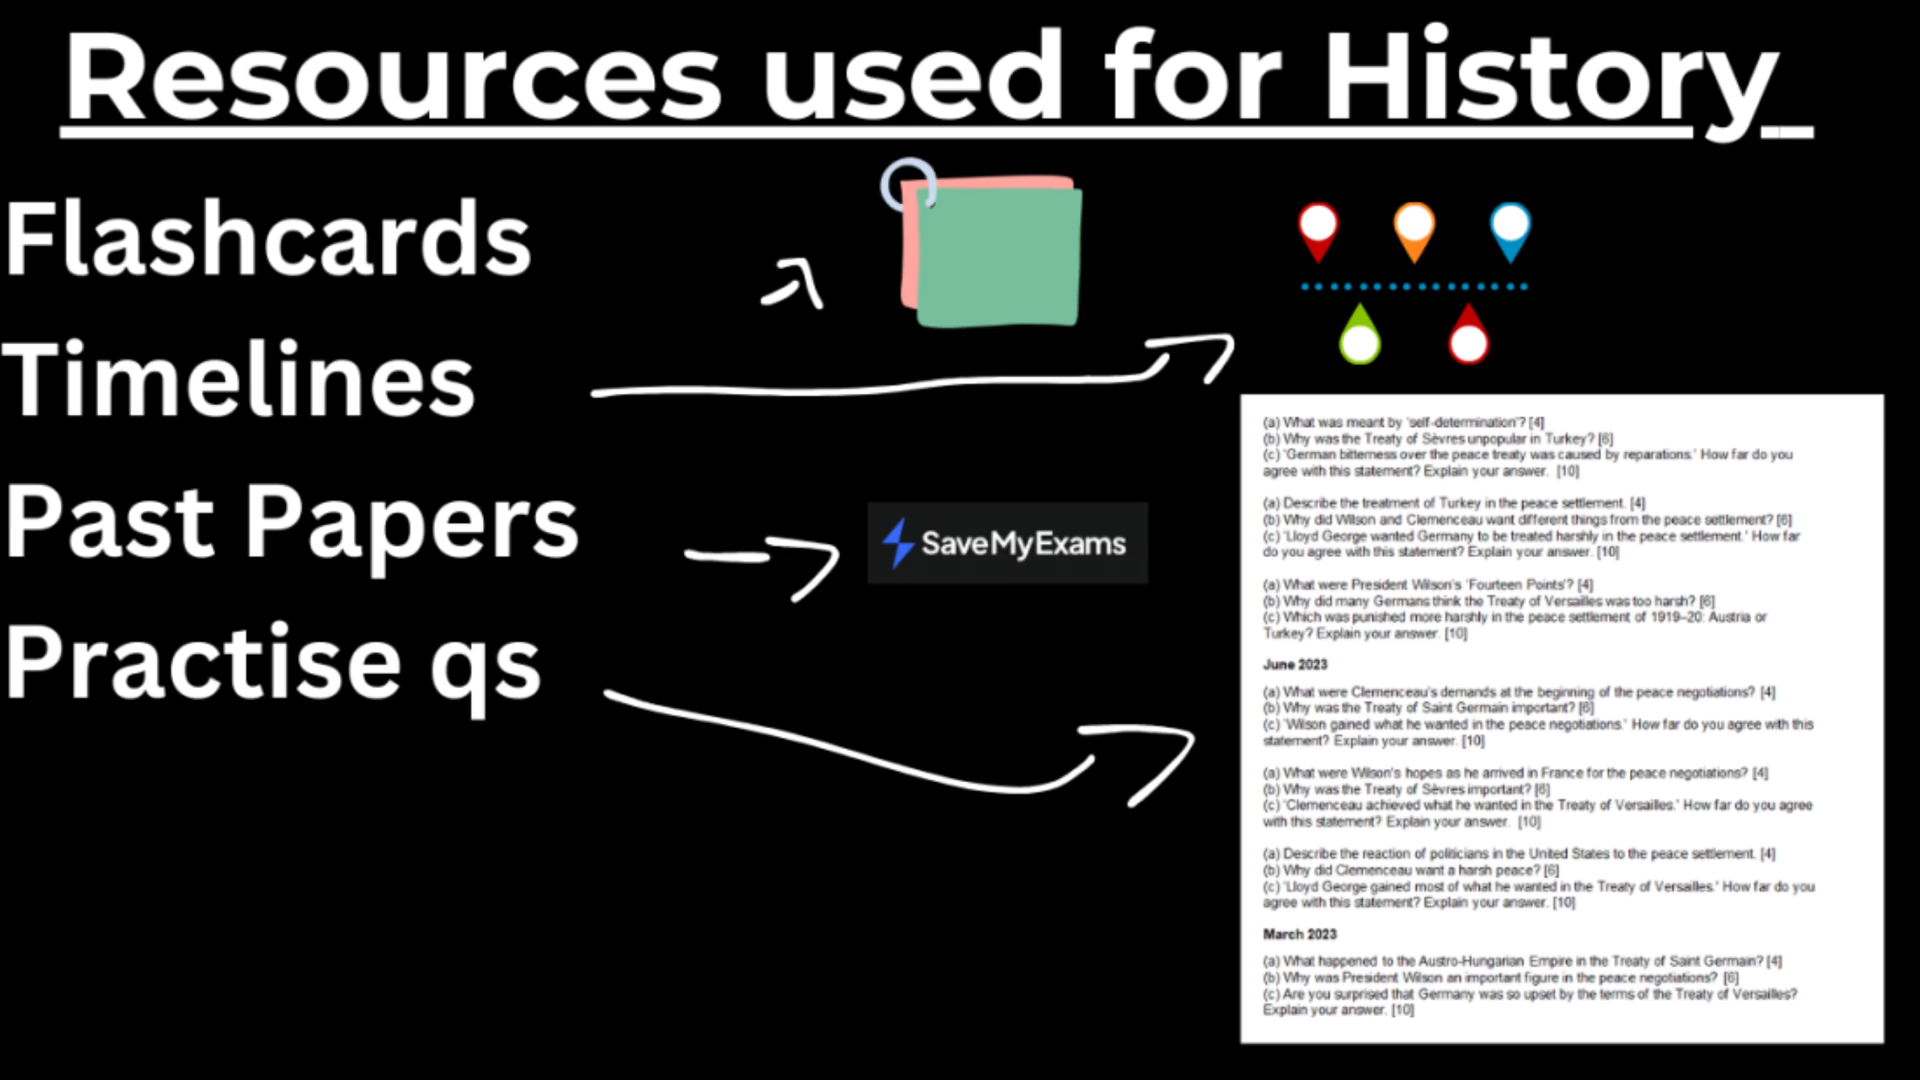 Resources used for History
Flashcards
Timelines
Past Papers
Practise qs
SaveMyExams
(a) What was meant by 'self-determination'? [4]
(b) Why was the Treaty of Sèvres unpopular in Turkey? [6]
(c) 'German bitterness over the peace treaty was caused by reparations.' How far do you
agree with this statement? Explain your answer. [10]
(a) Describe the treatment of Turkey in the peace settlement. [4]
(b) Why did Wilson and Clemenceau want different things from the peace settlement? [6]
(c) 'Lloyd George wanted Germany to be treated harshly in the peace settlement.' How far
do you agree with this statement? Explain your answer. [10]
(a) What were President Wilson's 'Fourteen Points'? [4]
(b) Why did many Germans think the Treaty of Versailles was too harsh? [6]
(c) Which was punished more harshly in the peace settlement of 1919–20: Austria or
Turkey? Explain your answer. [10]
June 2023
(a) What were Clemenceau's demands at the beginning of the peace negotiations? [4]
(b) Why was the Treaty of Saint Germain important? [6]
(c) 'Wilson gained what he wanted in the peace negotiations.' How far do you agree with this
statement? Explain your answer. [10]
(a) What were Wilson's hopes as he arrived in France for the peace negotiations? [4]
(b) Why was the Treaty of Sèvres important? [6]
(c) 'Clemenceau achieved what he wanted in the Treaty of Versailles.' How far do you agree
with this statement? Explain your answer. [10]
(a) Describe the reaction of politicians in the United States to the peace settlement. [4]
(b) Why did Clemenceau want a harsh peace? [6]
(c) 'Lloyd George gained most of what he wanted in the Treaty of Versailles.' How far do you
agree with this statement? Explain your answer. [10]
March 2023
(a) What happened to the Austro-Hungarian Empire in the Treaty of Saint Germain? [4]
(b) Why was President Wilson an important figure in the peace negotiations? [6]
(c) Are you surprised that Germany was so upset by the terms of the Treaty of Versailles?
Explain your answer. [10]